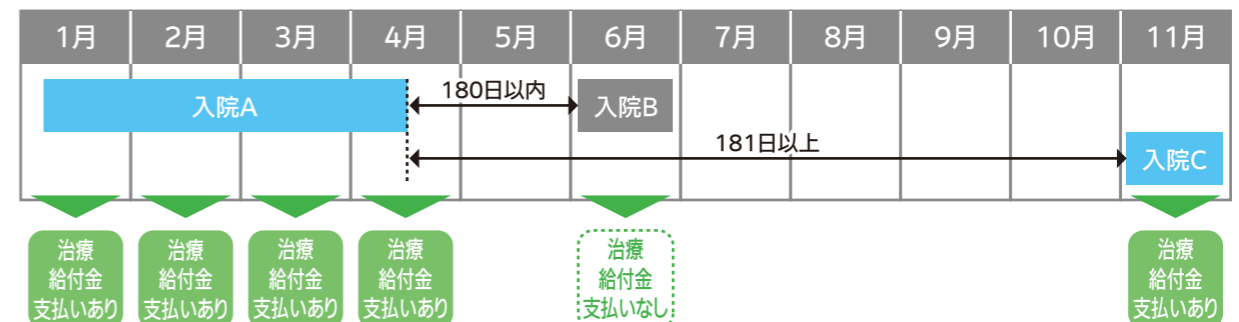 1月 2月 3月 4月 5月 6月 7月 8月 9月 10月 11月
入院A
180日以内
入院B
181日以上
入院C
治療
給付金
支払いあり
治療
給付金
支払いあり
治療
給付金
支払いあり
治療
給付金
支払いあり
治療
給付金
支払いなし
治療
給付金
支払いあり